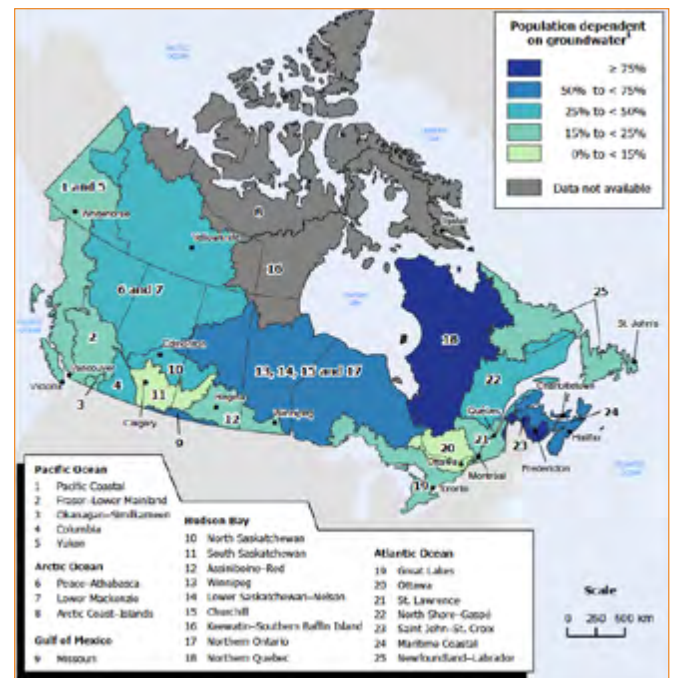 Population dependent
on groundwater¹
≥ 75%
50% to < 75%
25% to < 50%
15% to < 25%
0% to < 15%
Data not available
1 and 5
Whitehorse
8
Yellowknife
16
6 and 7
18
25
St. John's
2
Edmonton
13, 14, 15 and 17
22
Vancouver
10
Charlottetown
Victoria
4
11
Regina
Québec
24
3
12
Winnipeg
21
Calgary
20
23
Halifax
9
Ottawa
Fredericton
Montréal
19
Toronto
Pacific Ocean
1 Pacific Coastal
2 Fraser–Lower Mainland
3 Okanagan–Similkameen
4 Columbia
5 Yukon
Arctic Ocean
6 Peace–Athabasca
7 Lower Mackenzie
8 Arctic Coast–Islands
Gulf of Mexico
9 Missouri
Hudson Bay
10 North Saskatchewan
11 South Saskatchewan
12 Assiniboine–Red
13 Winnipeg
14 Lower Saskatchewan–Nelson
15 Churchill
16 Keewatin–Southern Baffin Island
17 Northern Ontario
18 Northern Quebec
Atlantic Ocean
19 Great Lakes
20 Ottawa
21 St. Lawrence
22 North Shore–Gaspé
23 Saint John–St. Croix
24 Maritime Coastal
25 Newfoundland–Labrador
Scale
0 250 500 km